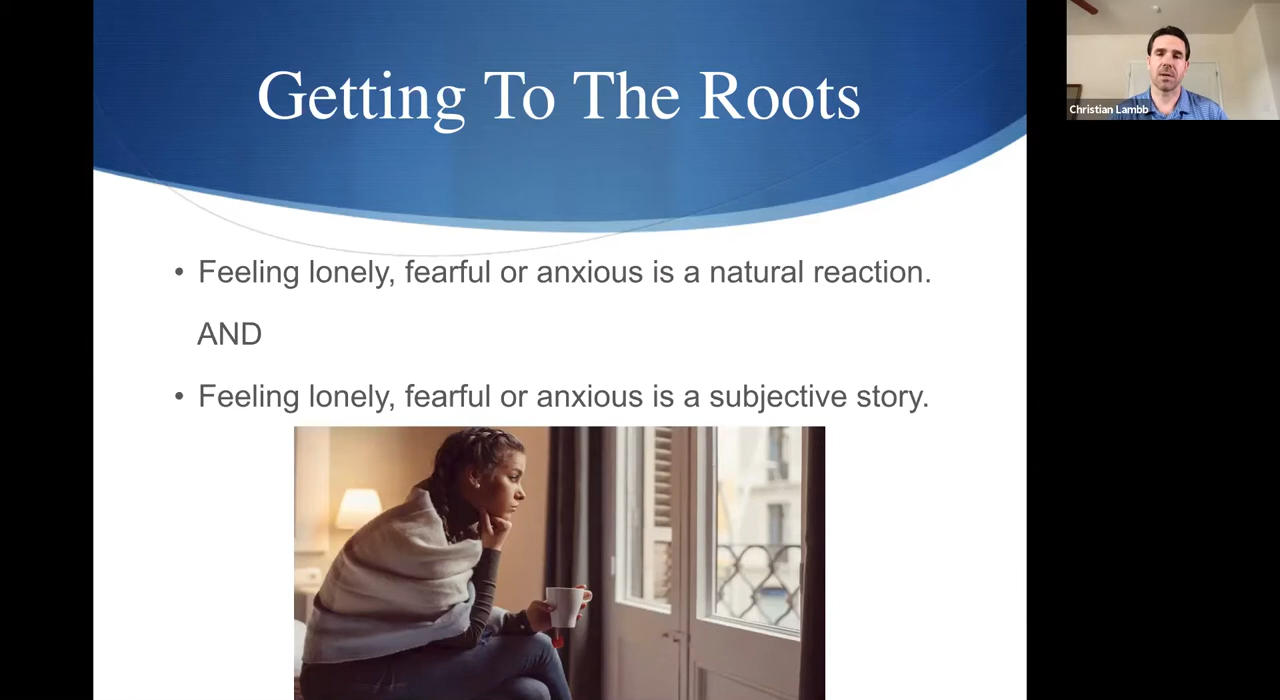 Getting To The Roots
Christian Lambb
• Feeling lonely, fearful or anxious is a natural reaction.
AND
• Feeling lonely, fearful or anxious is a subjective story.